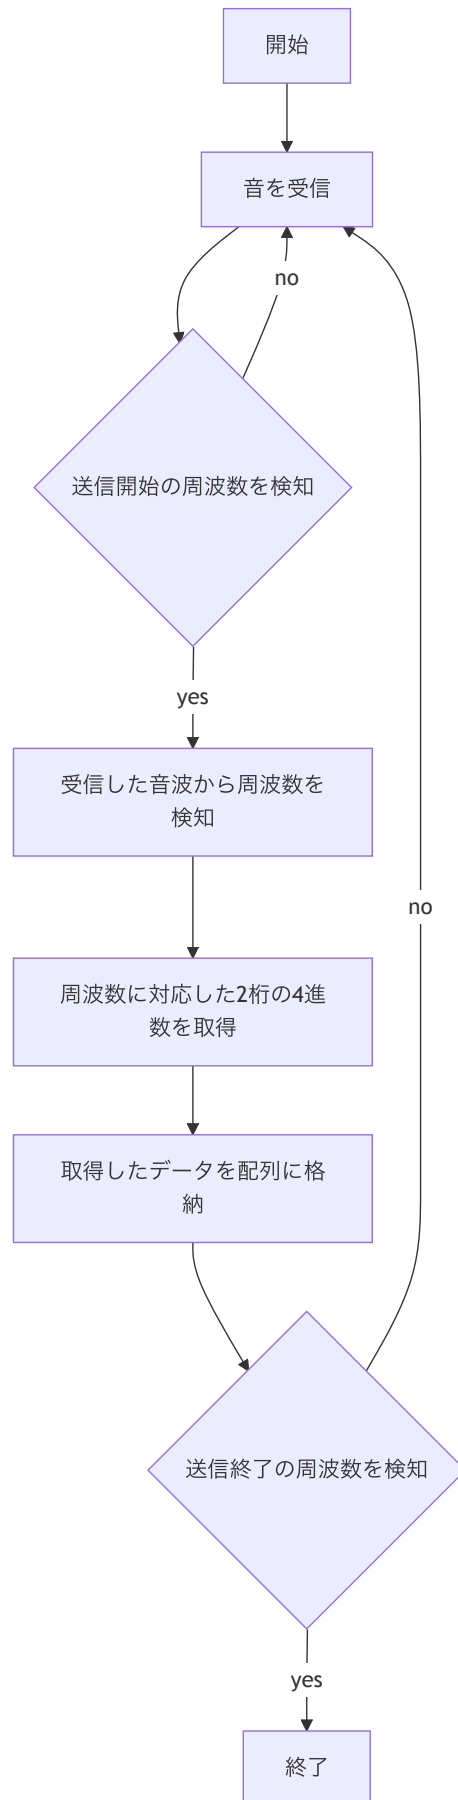 開始
音を受信
no
送信開始の周波数を検知
yes
受信した音波から周波数を
検知
no
周波数に対応した2桁の4進
数を取得
取得したデータを配列に格
納
送信終了の周波数を検知
yes
終了